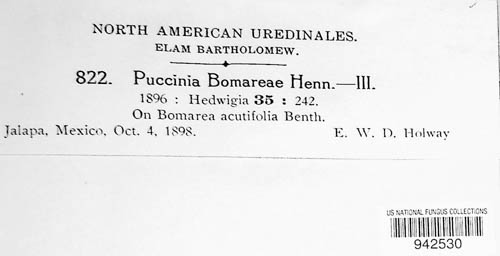 NORTH AMERICAN UREDINALES.
ELAM BARTHOLOMEW.
822. Puccinia Bomareae Henn.—III.
1896 : Hedwigia 35 : 242.
On Bomarea acutifolia Benth.
Jalapa, Mexico, Oct. 4, 1898. E. W. D. Holway
US NATIONAL FUNGUS COLLECTIONS
942530